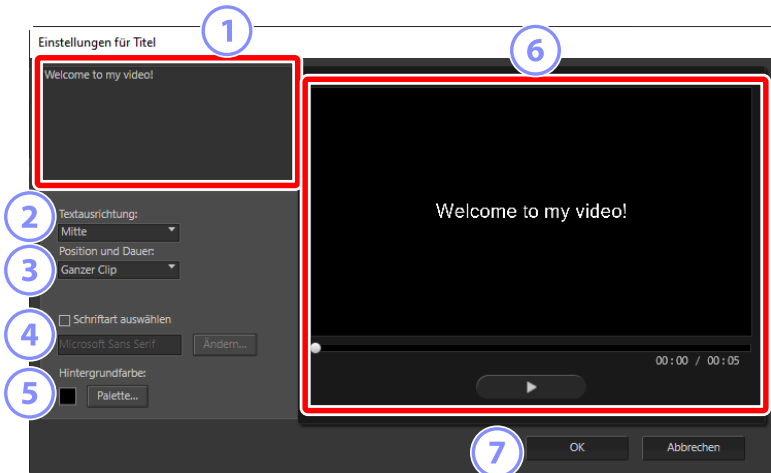 1
Einstellungen für Titel
6
Welcome to my video!
Welcome to my video!
2
Textausrichtung:
Mitte
3
Position und Dauer:
Ganzer Clip
4
Schriftart auswählen
Microsoft Sans Serif
Ändern...
00:00 / 00:05
5
Hintergrundfarbe:
Palette...
7
OK
Abbrechen